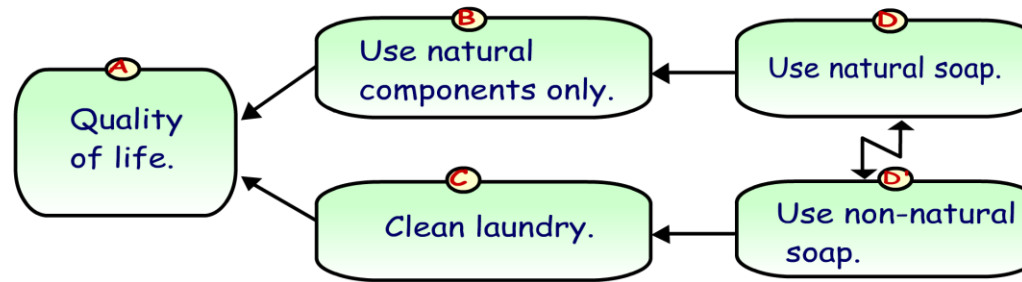 A
Quality
of life.
B
Use natural
components only.
C
Clean laundry.
D
Use natural soap.
D'
Use non-natural
soap.